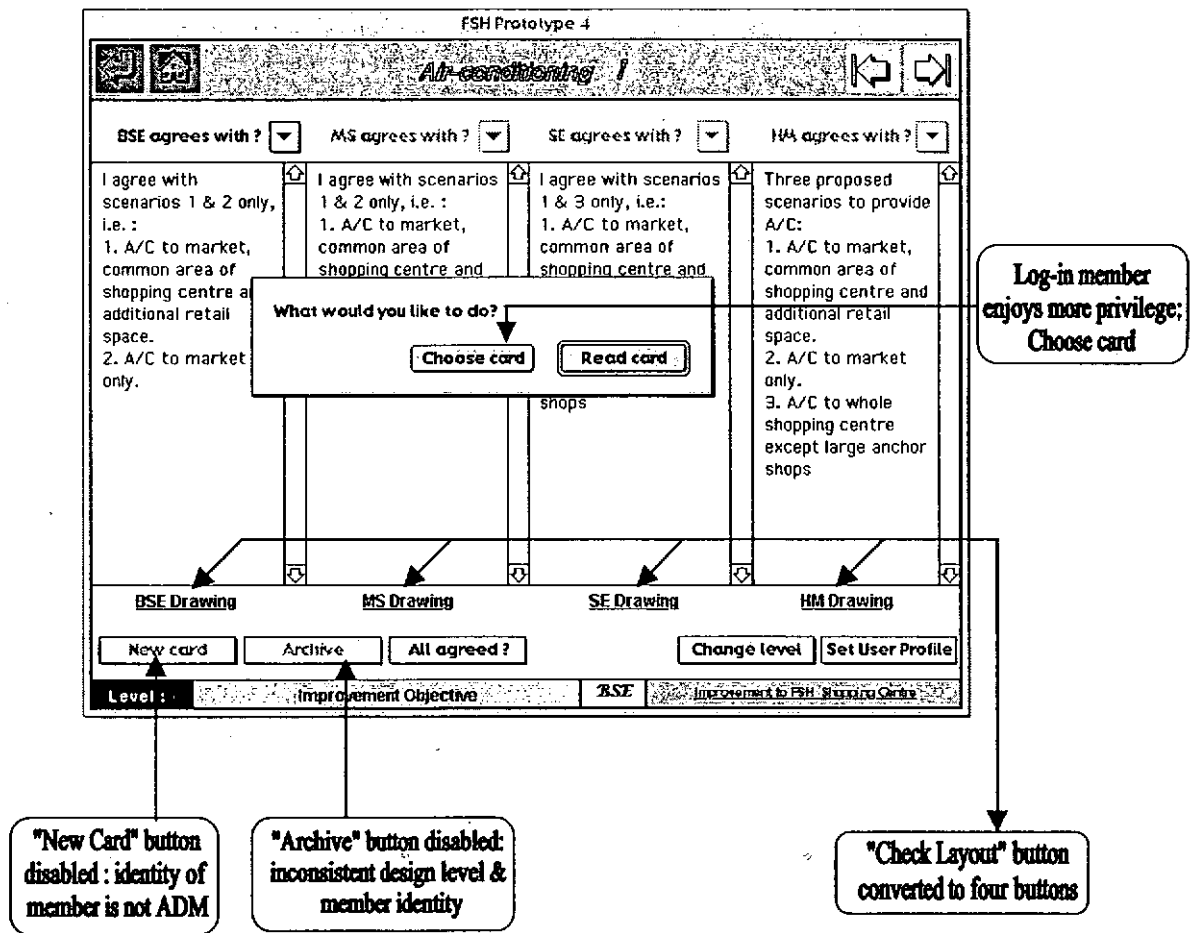 FSH Prototype 4
Air-conditioning 1
BSE agrees with ?
MS agrees with ?
SE agrees with ?
HM agrees with ?
I agree with
scenarios 1 & 2 only,
i.e. :
1. A/C to market,
common area of
shopping centre
additional retail
space.
2. A/C to market
only.
I agree with scenarios
1 & 2 only, i.e. :
1. A/C to market,
common area of
shopping centre and
I agree with scenarios
1 & 3 only, i.e.:
1. A/C to market,
common area of
shopping centre and
shops
Three proposed
scenarios to provide
A/C:
1. A/C to market,
common area of
shopping centre and
additional retail
space.
2. A/C to market
only.
3. A/C to whole
shopping centre
except large anchor
shops
What would you like to do?
Choose card
Read card
Log-in member
enjoys more privilege;
Choose card
BSE Drawing
MS Drawing
SE Drawing
HM Drawing
New card
Archive
All agreed ?
Change level
Set User Profile
Level :
Improvement Objective
BSE
Improvement to FSH Shopping Centre
"New Card" button
disabled : identity of
member is not ADM
"Archive" button disabled:
inconsistent design level &
member identity
"Check Layout" button
converted to four buttons